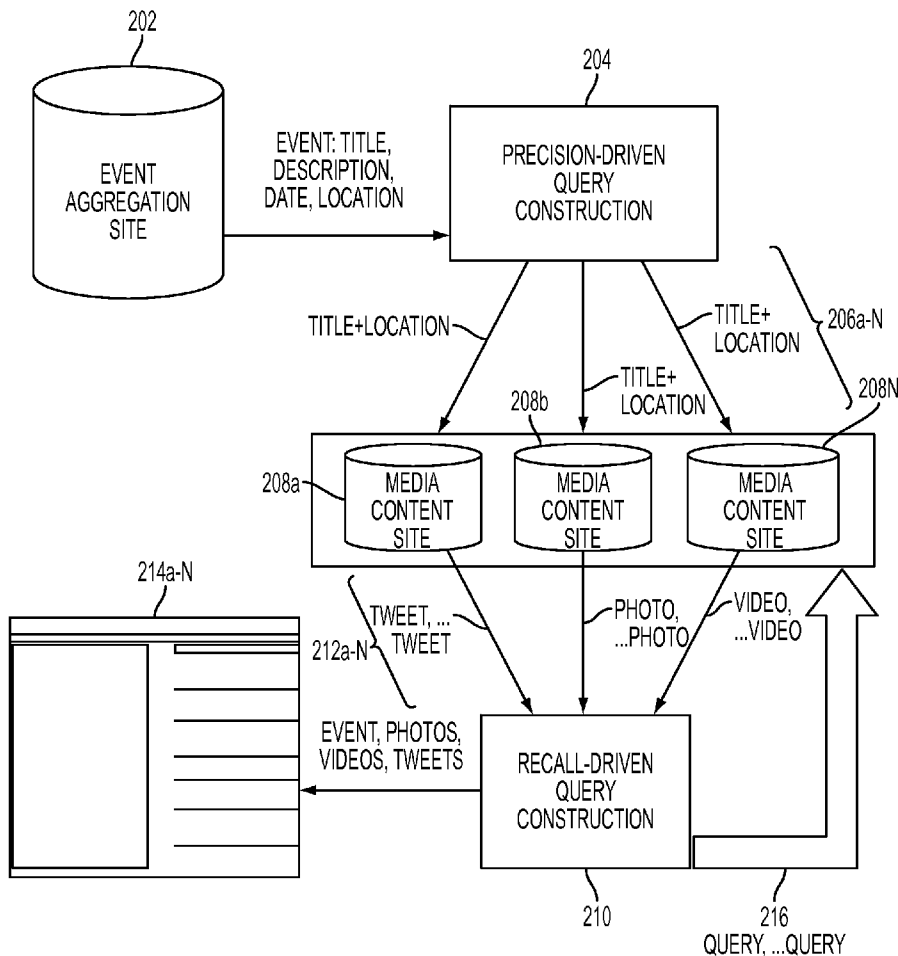 202
EVENT
AGGREGATION
SITE
EVENT: TITLE,
DESCRIPTION,
DATE, LOCATION
204
PRECISION-DRIVEN
QUERY
CONSTRUCTION
TITLE+LOCATION
TITLE+
LOCATION
TITLE+
LOCATION
206a-N
208a
208b
208N
MEDIA
CONTENT
SITE
MEDIA
CONTENT
SITE
MEDIA
CONTENT
SITE
214a-N
212a-N
TWEET, ...
TWEET
PHOTO,
...PHOTO
VIDEO,
...VIDEO
EVENT, PHOTOS,
VIDEOS, TWEETS
RECALL-DRIVEN
QUERY
CONSTRUCTION
210
216
QUERY, ...QUERY